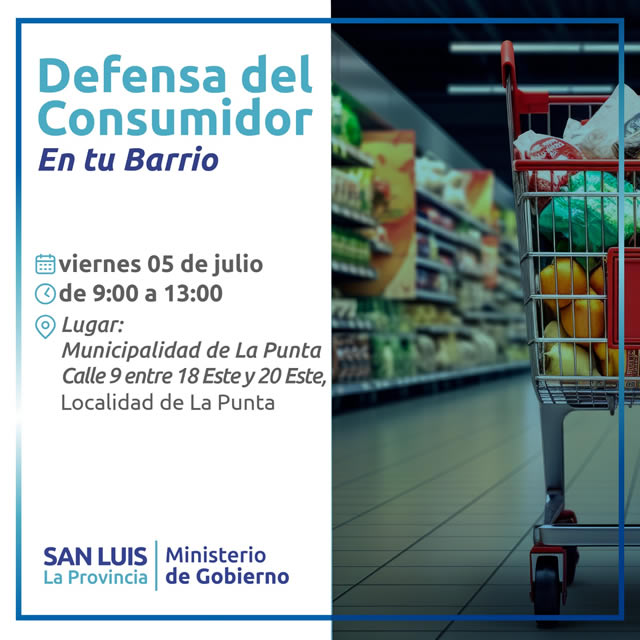 Defensa del
Consumidor
En tu Barrio
viernes 05 de julio
de 9:00 a 13:00
Lugar:
Municipalidad de La Punta
Calle 9 entre 18 Este y 20 Este,
Localidad de La Punta
SAN LUIS
La Provincia
Ministerio
de Gobierno